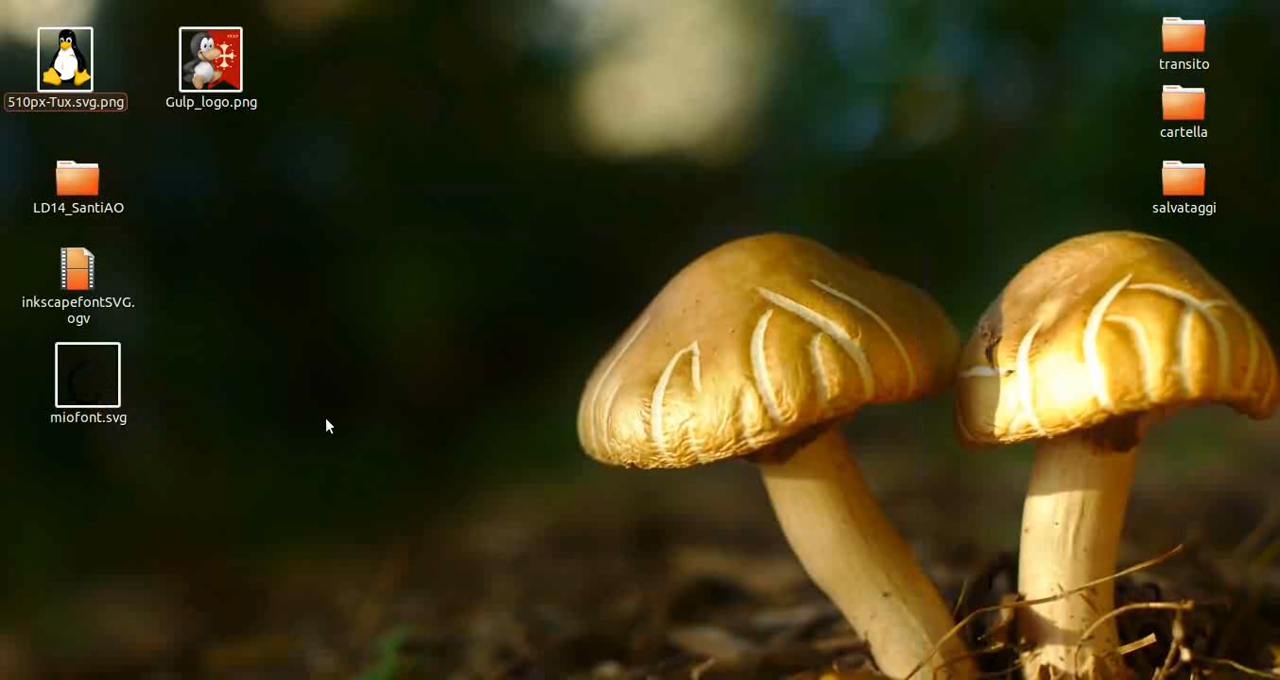 510px-Tux.svg.png
Gulp_logo.png
transito
cartella
LD14_SantiAO
salvataggi
inkscapefontSVG.
ogv
miofont.svg